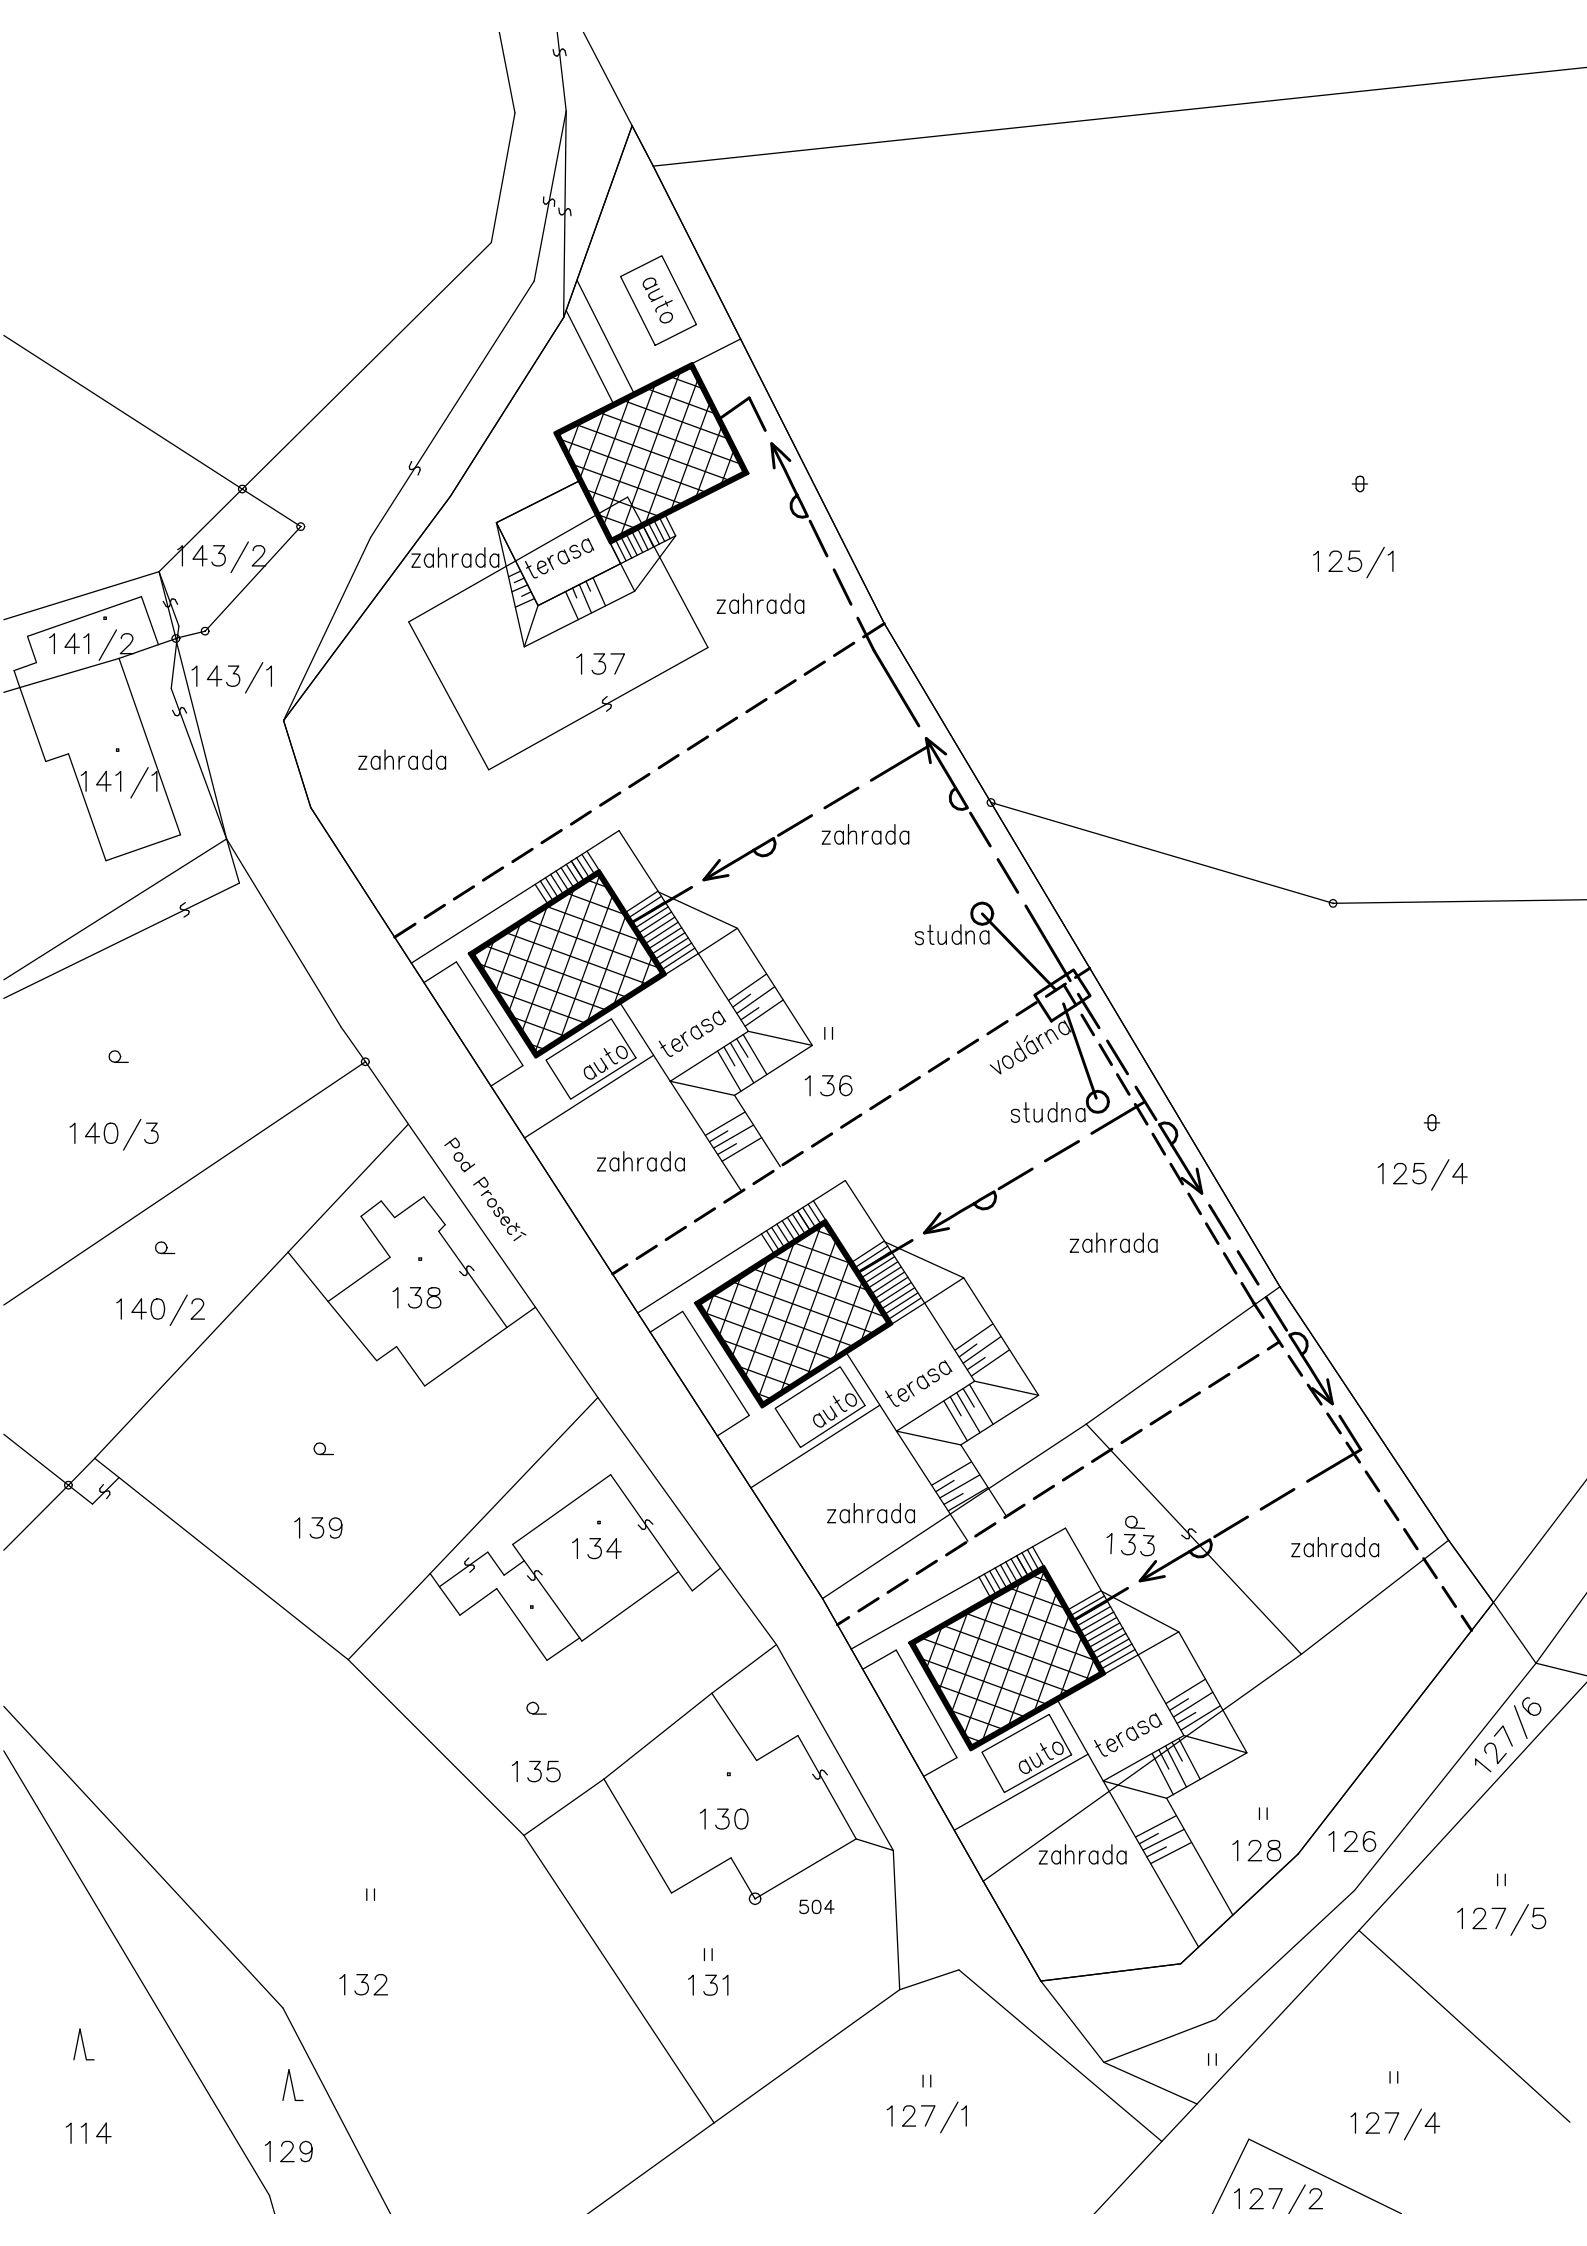 auto
143/2
zahrada
terasa
125/1
zahrada
141/2
137
143/1
zahrada
141/1
zahrada
studna
vodárna
terasa
auto
136
studna
140/3
Pod Prosečí
zahrada
125/4
zahrada
138
140/2
terasa
auto
zahrada
139
134
133
zahrada
135
terasa
127/6
auto
130
128
126
zahrada
504
127/5
132
131
127/1
127/4
114
129
127/2